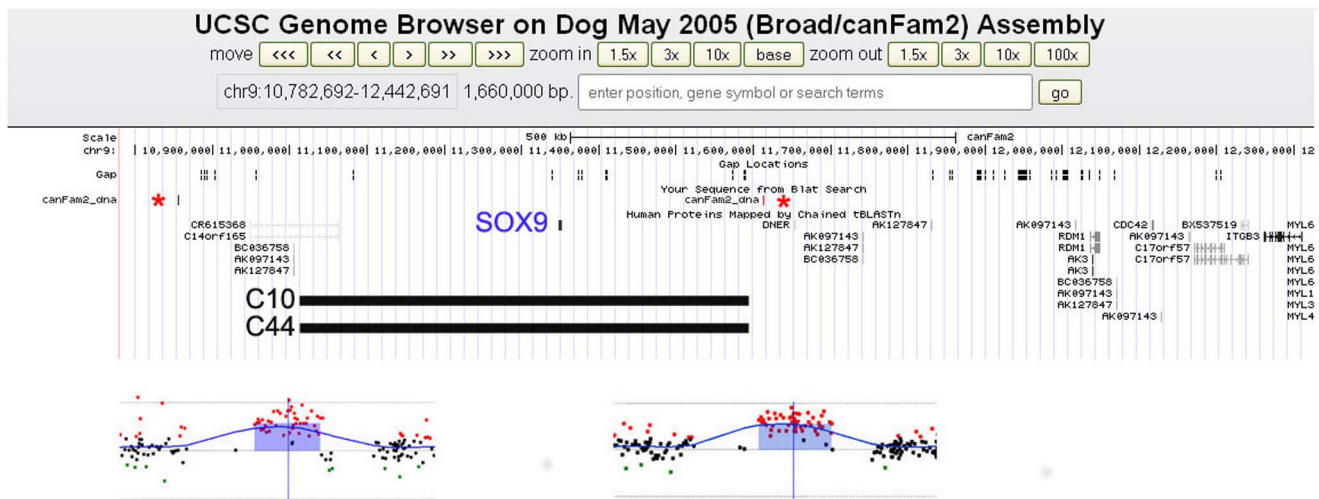 UCSC Genome Browser on Dog May 2005 (Broad/canFam2) Assembly
move <<< << < > >> >>> zoom in 1.5x 3x 10x base zoom out 1.5x 3x 10x 100x
chr9:10,782,692-12,442,691 1,660,000 bp. enter position, gene symbol or search terms go
Scale 500 kb canFam2
chr9: | 10,900,000| 11,000,000| 11,100,000| 11,200,000| 11,300,000| 11,400,000| 11,500,000| 11,600,000| 11,700,000| 11,800,000| 11,900,000| 12,000,000| 12,100,000| 12,200,000| 12,300,000| 12
Gap Locations
Gap
Your Sequence from Blat Search
canFam2_dna * canFam2_dna *
Human Proteins Mapped by Chained tBLASTn
CR615368 SOX9 DNER AK127847 AK097143 CDC42 BX537519 MYL6
C14orf165 AK097143 RDM1 AK097143 ITGB3 MYL6
BC036758 AK127847 RDM1 C17orf57 MYL6
AK097143 BC036758 AK3 C17orf57 MYL6
AK127847 AK3 MYL6
BC036758 MYL6
C10 AK097143 MYL1
AK127847 MYL3
C44 AK097143 MYL4